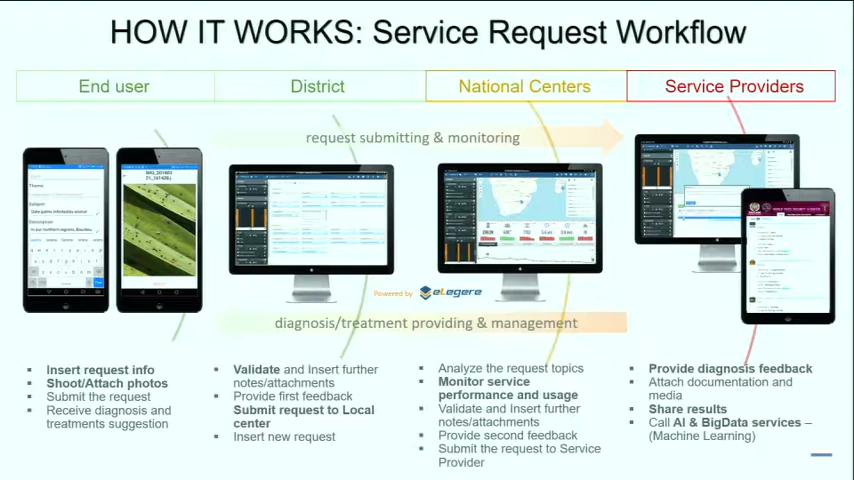 HOW IT WORKS: Service Request Workflow
End user
District
National Centers
Service Providers
request submitting & monitoring
Theme
Subject
Description
Powered by eLegere
diagnosis/treatment providing & management
▪ Insert request info
▪ Shoot/Attach photos
▪ Submit the request
▪ Receive diagnosis and
treatments suggestion
▪ Validate and Insert further
notes/attachments
▪ Provide first feedback
▪ Submit request to Local
center
▪ Insert new request
▪ Analyze the request topics
▪ Monitor service
performance and usage
▪ Validate and Insert further
notes/attachments
▪ Provide second feedback
▪ Submit the request to Service
Provider
▪ Provide diagnosis feedback
▪ Attach documentation and
media
▪ Share results
▪ Call AI & BigData services –
(Machine Learning)